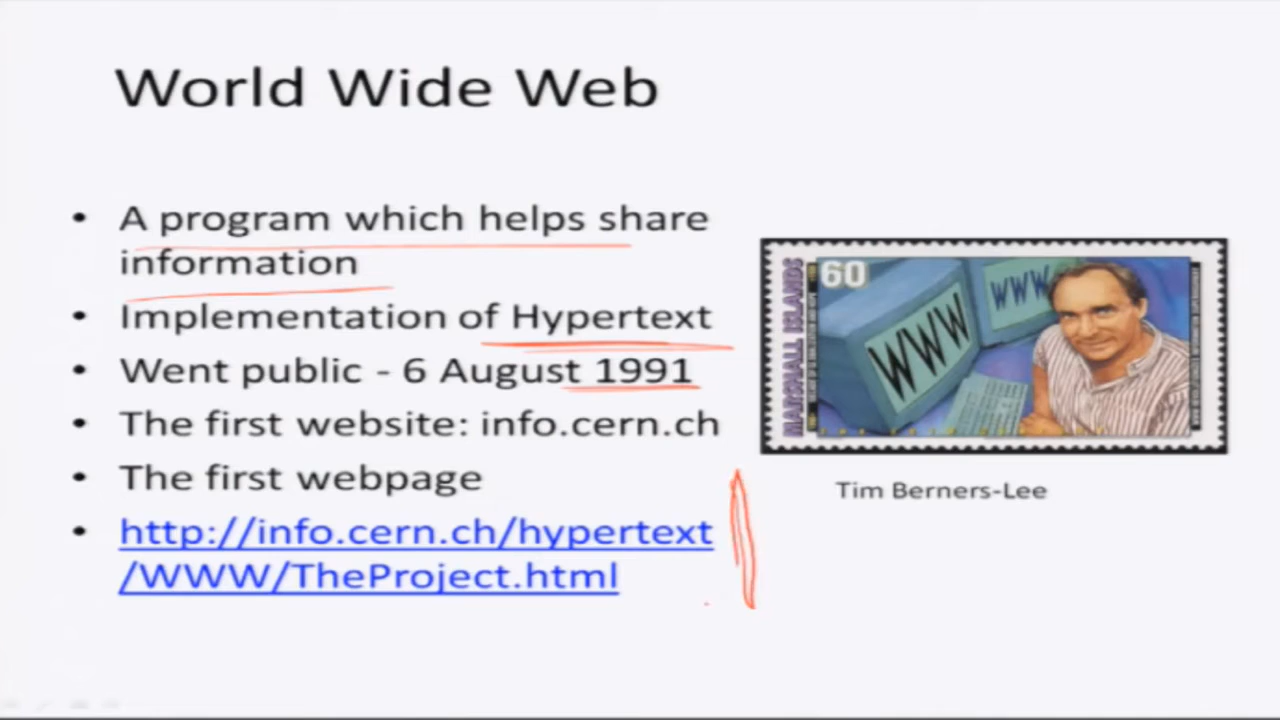 World Wide Web
• A program which helps share
information
• Implementation of Hypertext
• Went public - 6 August 1991
• The first website: info.cern.ch
• The first webpage
• http://info.cern.ch/hypertext
/WWW/TheProject.html
60
MARSHALL ISLANDS
WWW
WWW
Tim Berners-Lee